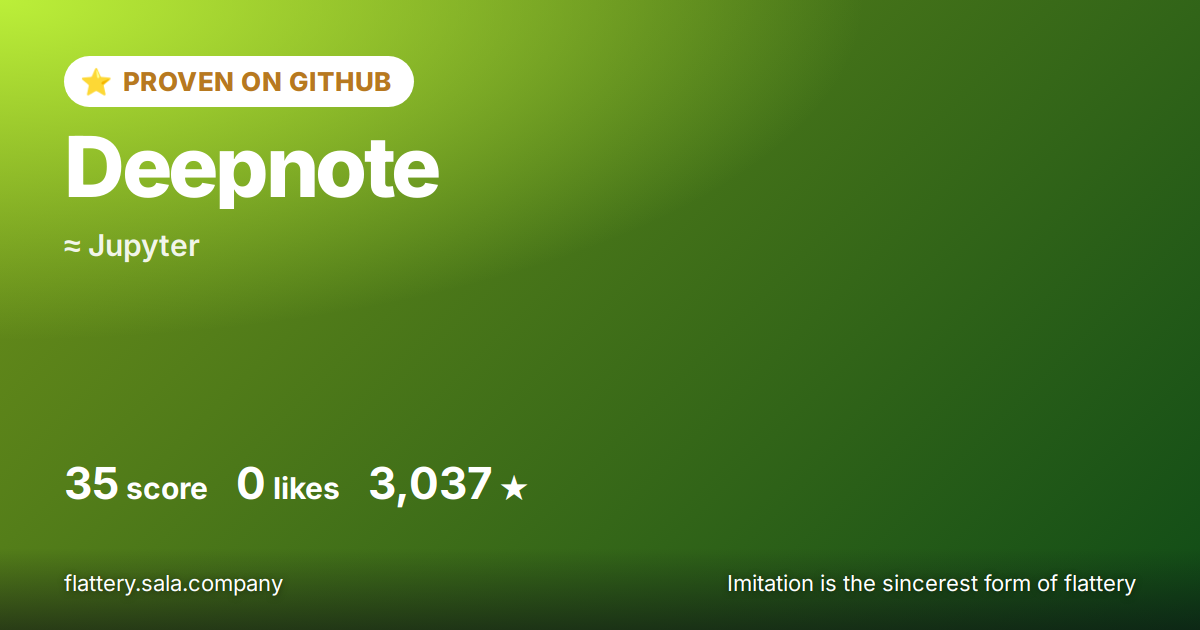 ⭐ PROVEN ON GITHUB
Deepnote
≈ Jupyter
35 score 0 likes 3,037 ★
flattery.sala.company
Imitation is the sincerest form of flattery